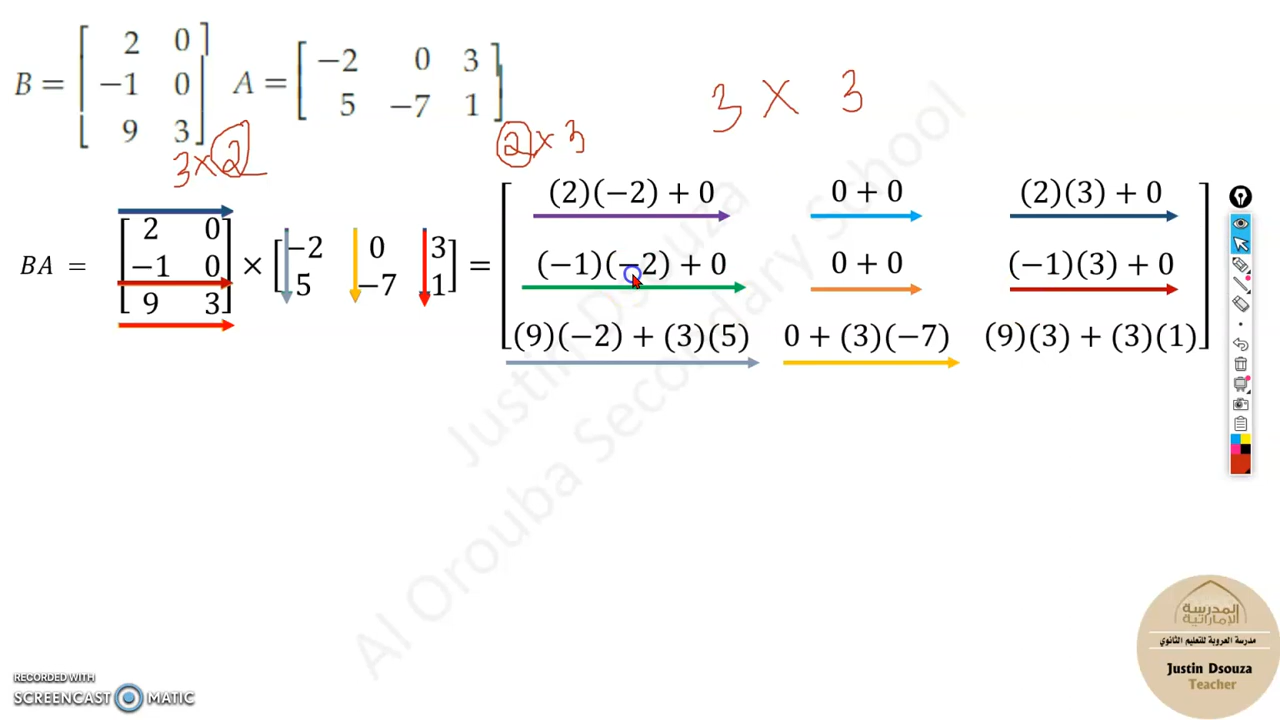 B = [ 2 0 ] A = [ −2 0 3 ]
[ −1 0 ] [ 5 −7 1 ]
[ 9 3 ]
3 × 2
2 × 3
3 × 3
BA = [ 2 0 ] × [ −2 0 3 ] = [ (2)(−2) + 0 0 + 0 (2)(3) + 0 ]
[ −1 0 ] [ 5 −7 1 ] [ (−1)(−2) + 0 0 + 0 (−1)(3) + 0 ]
[ 9 3 ] [ (9)(−2) + (3)(5) 0 + (3)(−7) (9)(3) + (3)(1) ]
Justin Dsouza
Al Orouba Secondary School
RECORDED WITH
SCREENCAST MATIC
المدرسة
الإماراتية
مدرسة العروبة للتعليم الثانوي
Justin Dsouza
Teacher